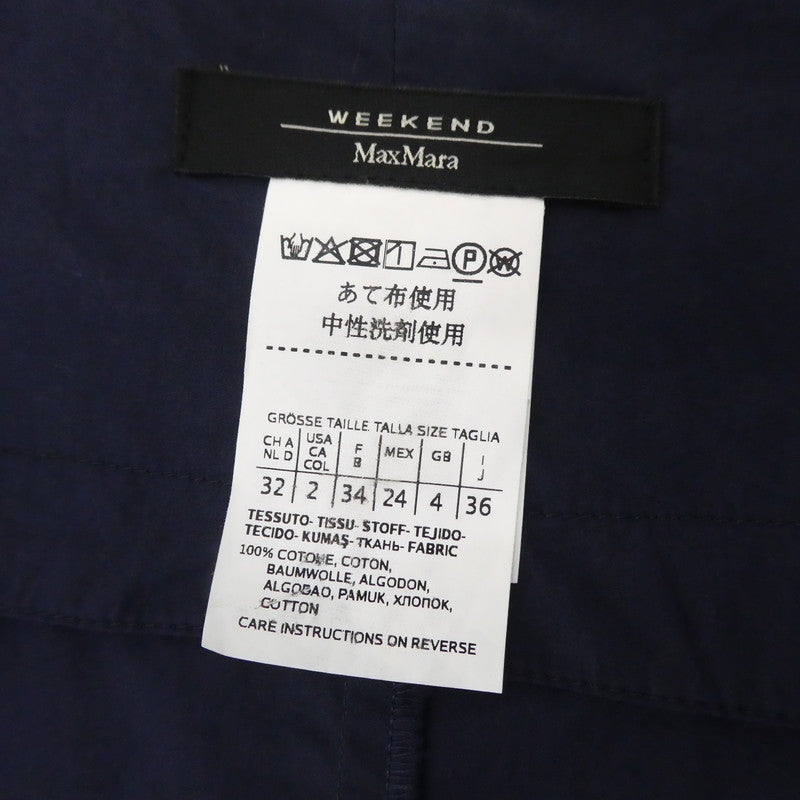 WEEKEND
MaxMara
あて布使用
中性洗剤使用
GRÖSSE TAILLE TALLA SIZE TAGLIA
CH A NL D | USA CA COL | F B | MEX | GB | I J
32 | 2 | 34 | 24 | 4 | 36
TESSUTO- TISSU- STOFF- TEJIDO-
TECIDO- KUMAŞ- ТКАНЬ- FABRIC
100% COTONE, COTON,
BAUMWOLLE, ALGODON,
ALGODAO, PAMUK, ХЛОПОК,
COTTON
CARE INSTRUCTIONS ON REVERSE